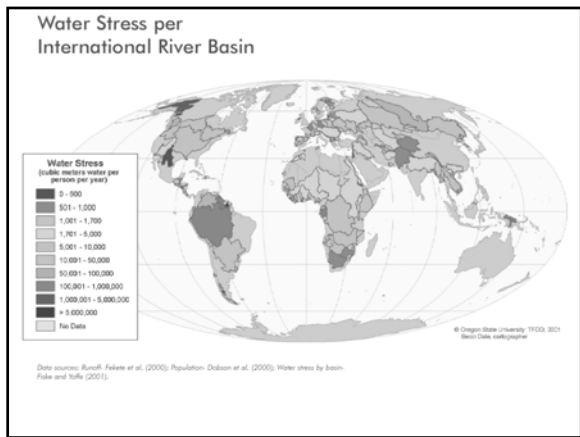 Water Stress per
International River Basin
Water Stress
(cubic meters water per
person per year)
0 - 500
501 - 1,000
1,001 - 1,700
1,701 - 5,000
5,001 - 10,000
10,001 - 50,000
50,001 - 100,000
100,001 - 1,000,000
1,000,001 - 5,000,000
> 5,000,000
No Data
© Oregon State University: TFDD, 2001
Becci Dale, cartographer
Data sources: Runoff- Fekete et al. (2000); Population- Dobson et al. (2000); Water stress by basin-
Fiske and Yoffe (2001).